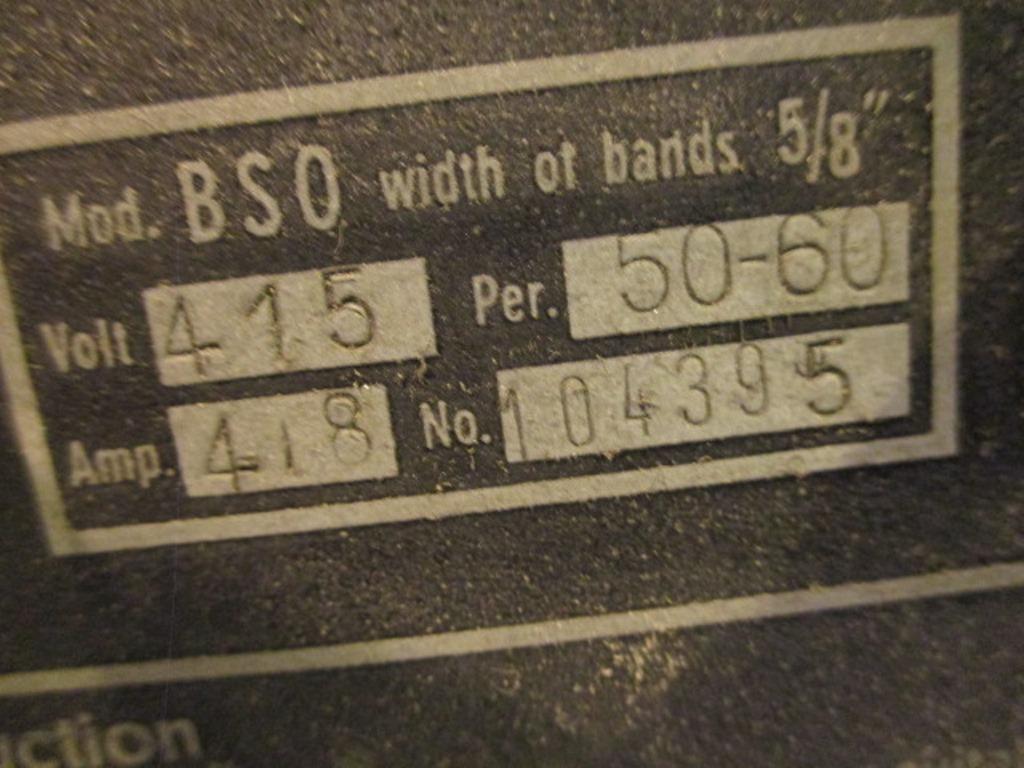 Mod. BSO width of bands 5/8"
Volt 415 Per. 50-60
Amp. 4.8 No. 104395
uction